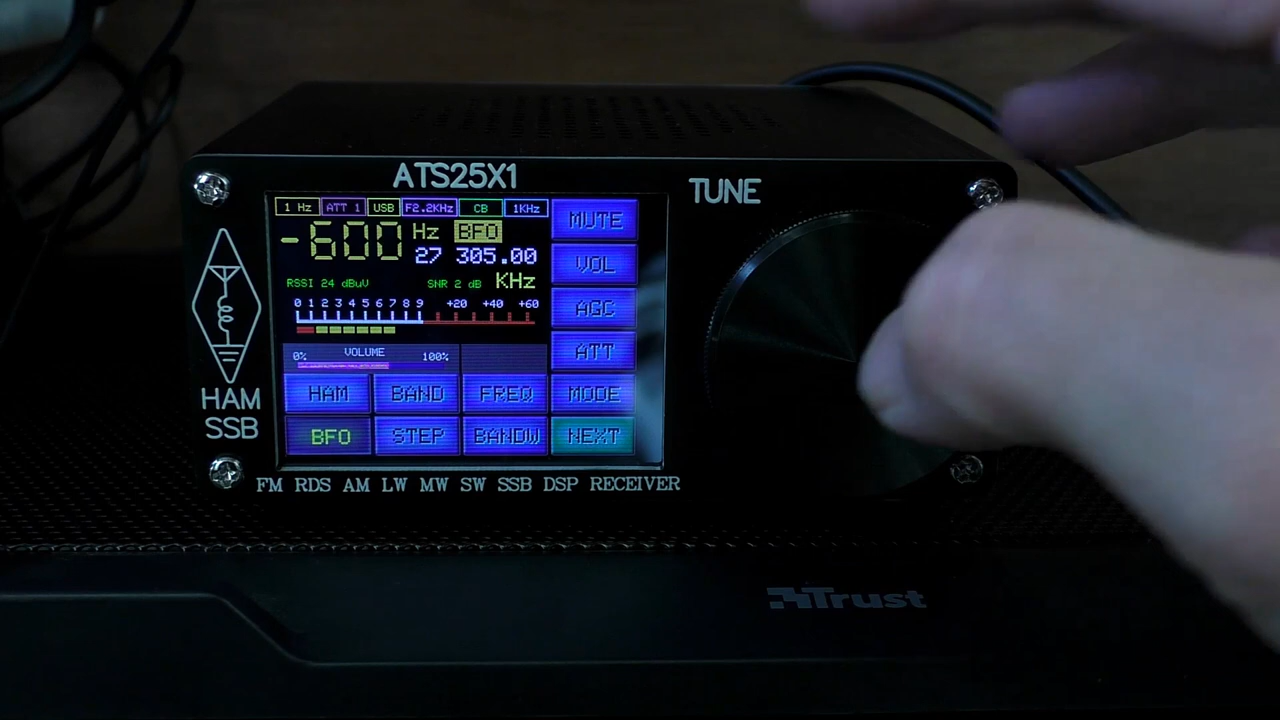 ATS25X1
TUNE
1 Hz ATT 1 USB F2.2KHz CB 1KHz
-600 Hz BFO
27 305.00
KHz
RSSI 24 dBuV SNR 2 dB
0 1 2 3 4 5 6 7 8 9 +20 +40 +60
0% VOLUME 100%
MUTE
VOL
AGC
ATT
HAM BAND FREQ MODE
BFO STEP BANDW NEXT
HAM
SSB
FM RDS AM LW MW SW SSB DSP RECEIVER
Trust